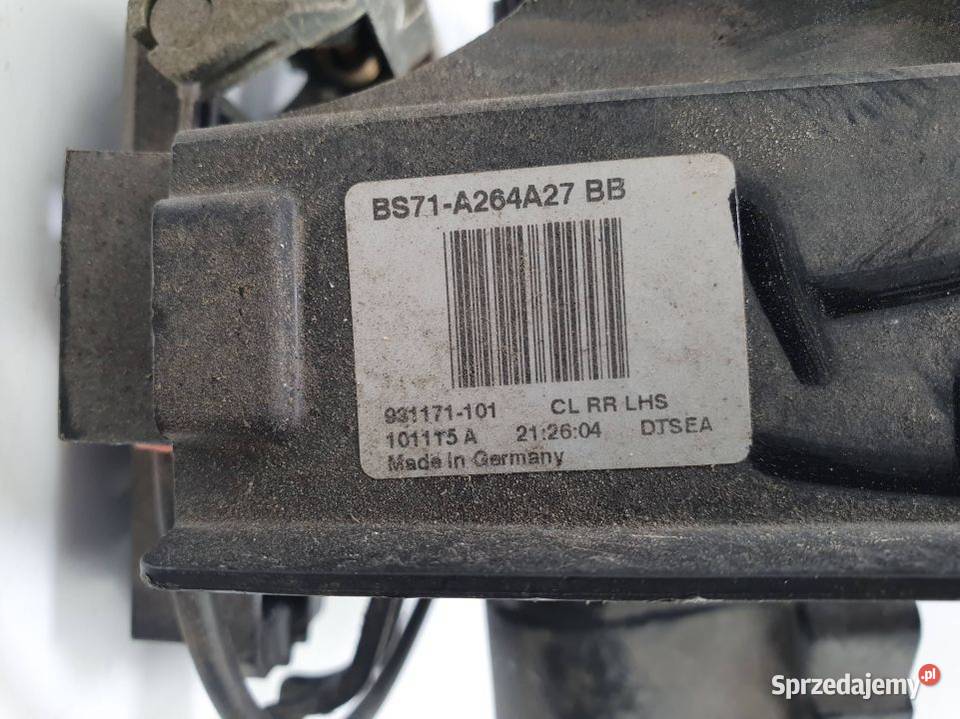 BS71-A264A27 BB
931171-101 CL RR LHS
101115 A 21:26:04 DTSEA
Made in Germany
Sprzedajemy.pl